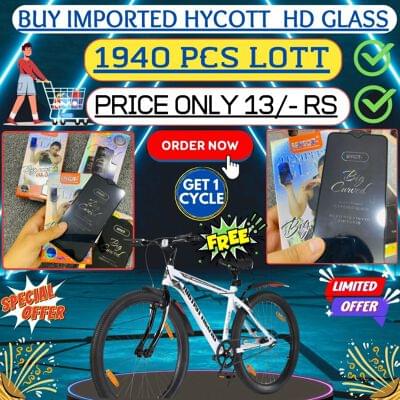 BUY IMPORTED HYCOTT HD GLASS
1940 PCS LOTT
PRICE ONLY 13/- RS
ORDER NOW
GET 1
CYCLE
FREE
HYCOTT
Big
Curved
Big
Curved
SPECIAL
OFFER
LIMITED
OFFER